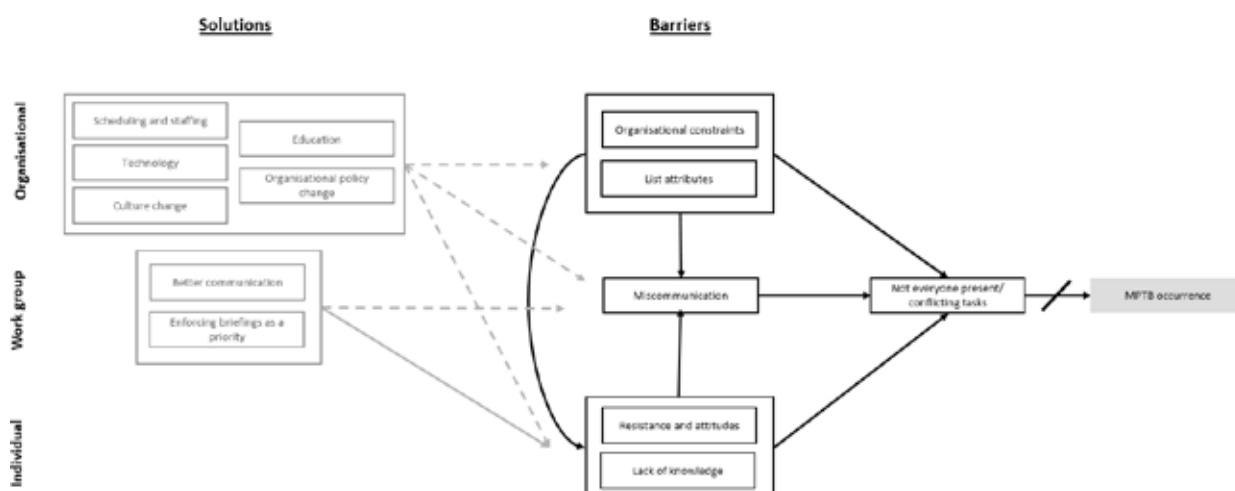 Solutions
Barriers
Organisational
Scheduling and staffing
Technology
Culture change
Education
Organisational policy
change
Organisational constraints
List attributes
Work group
Better communication
Enforcing briefings as a
priority
Miscommunication
Not everyone present/
conflicting tasks
MPTB occurrence
Individual
Resistance and attitudes
Lack of knowledge